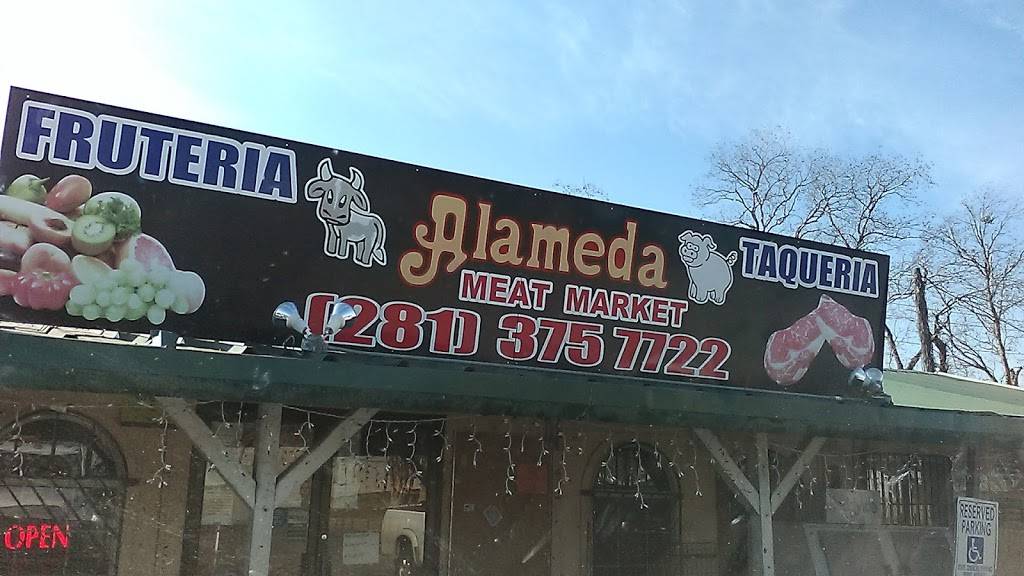 FRUTERIA
Alameda
MEAT MARKET
(281) 375 7722
TAQUERIA
OPEN
RESERVED
PARKING